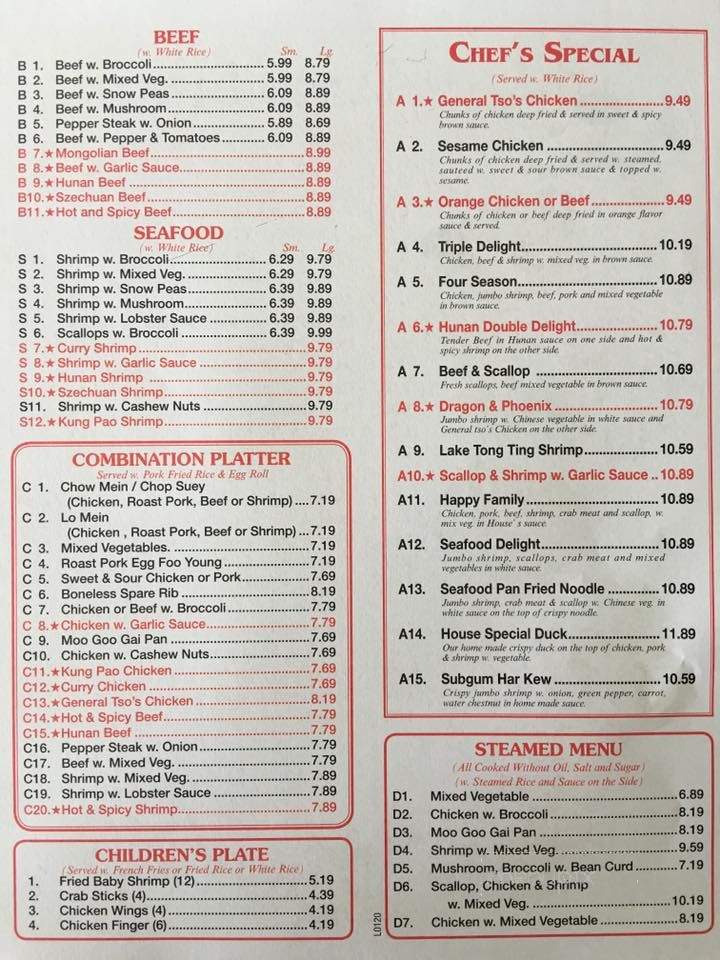 BEEF
(w. White Rice) Sm. Lg.
B 1. Beef w. Broccoli 5.99 8.79
B 2. Beef w. Mixed Veg. 5.99 8.79
B 3. Beef w. Snow Peas 6.09 8.89
B 4. Beef w. Mushroom 6.09 8.89
B 5. Pepper Steak w. Onion 5.89 8.69
B 6. Beef w. Pepper & Tomatoes 6.09 8.89
B 7.★Mongolian Beef 8.99
B 8.★Beef w. Garlic Sauce 8.89
B 9.★Hunan Beef 8.89
B10.★Szechuan Beef 8.89
B11.★Hot and Spicy Beef 8.89
SEAFOOD
(w. White Rice) Sm. Lg.
S 1. Shrimp w. Broccoli 6.29 9.79
S 2. Shrimp w. Mixed Veg. 6.29 9.79
S 3. Shrimp w. Snow Peas 6.39 9.89
S 4. Shrimp w. Mushroom 6.39 9.89
S 5. Shrimp w. Lobster Sauce 6.39 9.89
S 6. Scallops w. Broccoli 6.39 9.99
S 7.★Curry Shrimp 9.79
S 8.★Shrimp w. Garlic Sauce 9.79
S 9.★Hunan Shrimp 9.79
S10.★Szechuan Shrimp 9.79
S11. Shrimp w. Cashew Nuts 9.79
S12.★Kung Pao Shrimp 9.79
COMBINATION PLATTER
Served w. Pork Fried Rice & Egg Roll
C 1. Chow Mein / Chop Suey
(Chicken, Roast Pork, Beef or Shrimp) 7.19
C 2. Lo Mein
(Chicken , Roast Pork, Beef or Shrimp) 7.19
C 3. Mixed Vegetables. 7.19
C 4. Roast Pork Egg Foo Young 7.19
C 5. Sweet & Sour Chicken or Pork 7.69
C 6. Boneless Spare Rib 8.19
C 7. Chicken or Beef w. Broccoli 7.79
C 8.★Chicken w. Garlic Sauce 7.79
C 9. Moo Goo Gai Pan 7.69
C10. Chicken w. Cashew Nuts 7.69
C11.★Kung Pao Chicken 7.69
C12.★Curry Chicken 7.69
C13.★General Tso's Chicken 8.19
C14.★Hot & Spicy Beef 7.79
C15.★Hunan Beef 7.79
C16. Pepper Steak w. Onion 7.79
C17. Beef w. Mixed Veg. 7.79
C18. Shrimp w. Mixed Veg. 7.89
C19. Shrimp w. Lobster Sauce 7.89
C20.★Hot & Spicy Shrimp 7.89
CHILDREN'S PLATE
(Served w. French Fries or Fried Rice or White Rice)
1. Fried Baby Shrimp (12) 5.19
2. Crab Sticks (4) 4.39
3. Chicken Wings (4) 4.19
4. Chicken Finger (6) 4.19
CHEF'S SPECIAL
(Served w. White Rice)
A 1.★ General Tso's Chicken 9.49
Chunks of chicken deep fried & served in sweet & spicy
brown sauce.
A 2. Sesame Chicken 9.49
Chunks of chicken deep fried & served w. steamed,
sauteed w. sweet & sour brown sauce & topped w.
sesame.
A 3.★ Orange Chicken or Beef 9.49
Chunks of chicken or beef deep fried in orange flavor
sauce & served.
A 4. Triple Delight 10.19
Chicken, beef & shrimp w. mixed veg. in brown sauce.
A 5. Four Season 10.89
Chicken, jumbo shrimp, beef, pork and mixed vegetable
in brown sauce.
A 6.★ Hunan Double Delight 10.79
Tender Beef in Hunan sauce on one side and hot &
spicy shrimp on the other side.
A 7. Beef & Scallop 10.69
Fresh scallops, beef mixed vegetable in brown sauce.
A 8.★ Dragon & Phoenix 10.79
Jumbo shrimp w. Chinese vegetable in white sauce and
General tso's Chicken on the other side.
A 9. Lake Tong Ting Shrimp 10.59
A10.★ Scallop & Shrimp w. Garlic Sauce 10.89
A11. Happy Family 10.89
Chicken, pork, beef, shrimp, crab meat and scallop, w.
mix veg. in House's sauce.
A12. Seafood Delight 10.89
Jumbo shrimp, scallops, crab meat and mixed
vegetables in white sauce.
A13. Seafood Pan Fried Noodle 10.89
Jumbo shrimp, crab meat & scallop w. Chinese veg. in
white sauce on the top of crispy noodle.
A14. House Special Duck 11.89
Our home made crispy duck on the top of chicken, pork
& shrimp w. vegetable.
A15. Subgum Har Kew 10.59
Crispy jumbo shrimp w. onion, green pepper, carrot,
water chestnut in home made sauce.
STEAMED MENU
(All Cooked Without Oil, Salt and Sugar)
(w. Steamed Rice and Sauce on the Side)
D1. Mixed Vegetable 6.89
D2. Chicken w. Broccoli 8.19
D3. Moo Goo Gai Pan 8.19
D4. Shrimp w. Mixed Veg. 9.59
D5. Mushroom, Broccoli w. Bean Curd 7.19
D6. Scallop, Chicken & Shrimp
w. Mixed Veg. 10.19
D7. Chicken w. Mixed Vegetable 8.19
L0120